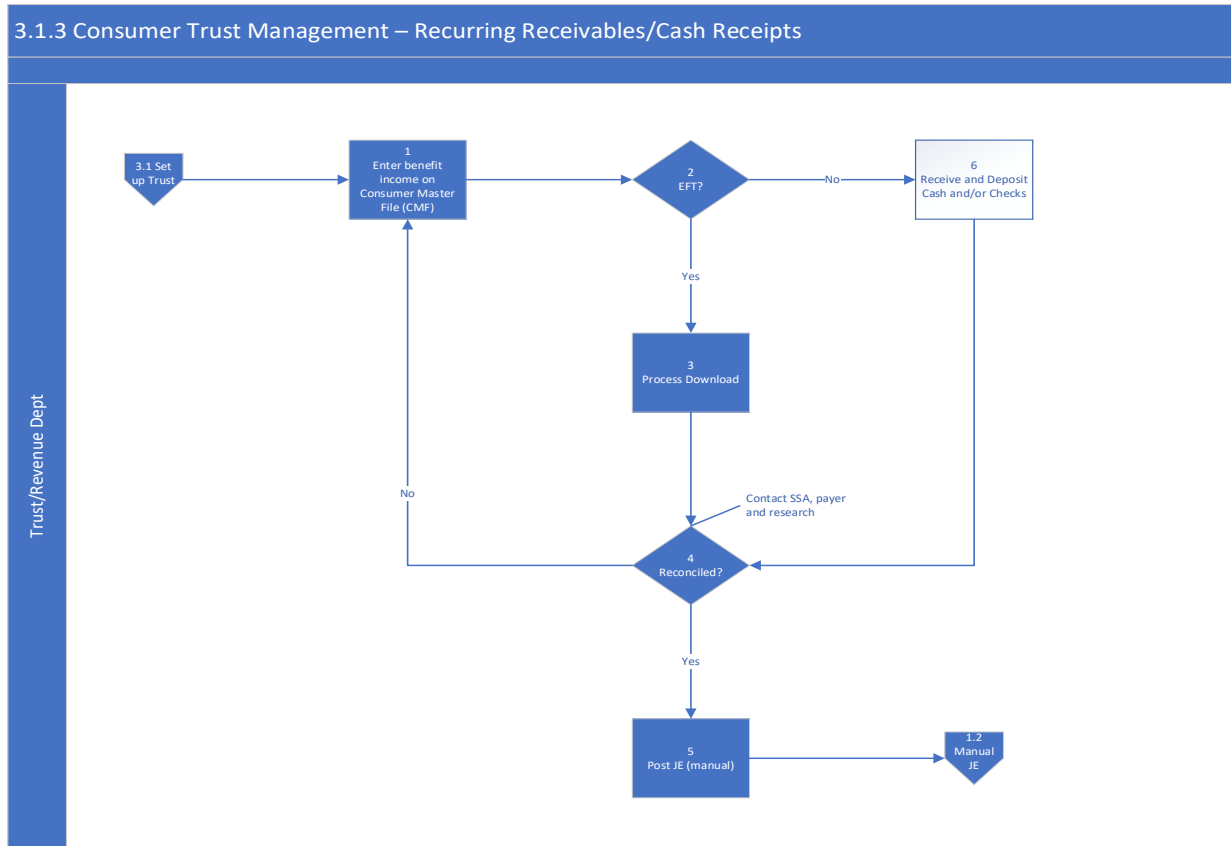 3.1.3 Consumer Trust Management – Recurring Receivables/Cash Receipts
Trust/Revenue Dept
3.1 Set
up Trust
1
Enter benefit
income on
Consumer Master
File (CMF)
2
EFT?
No
6
Receive and Deposit
Cash and/or Checks
Yes
3
Process Download
No
Contact SSA, payer
and research
4
Reconciled?
Yes
5
Post JE (manual)
1.2
Manual
JE